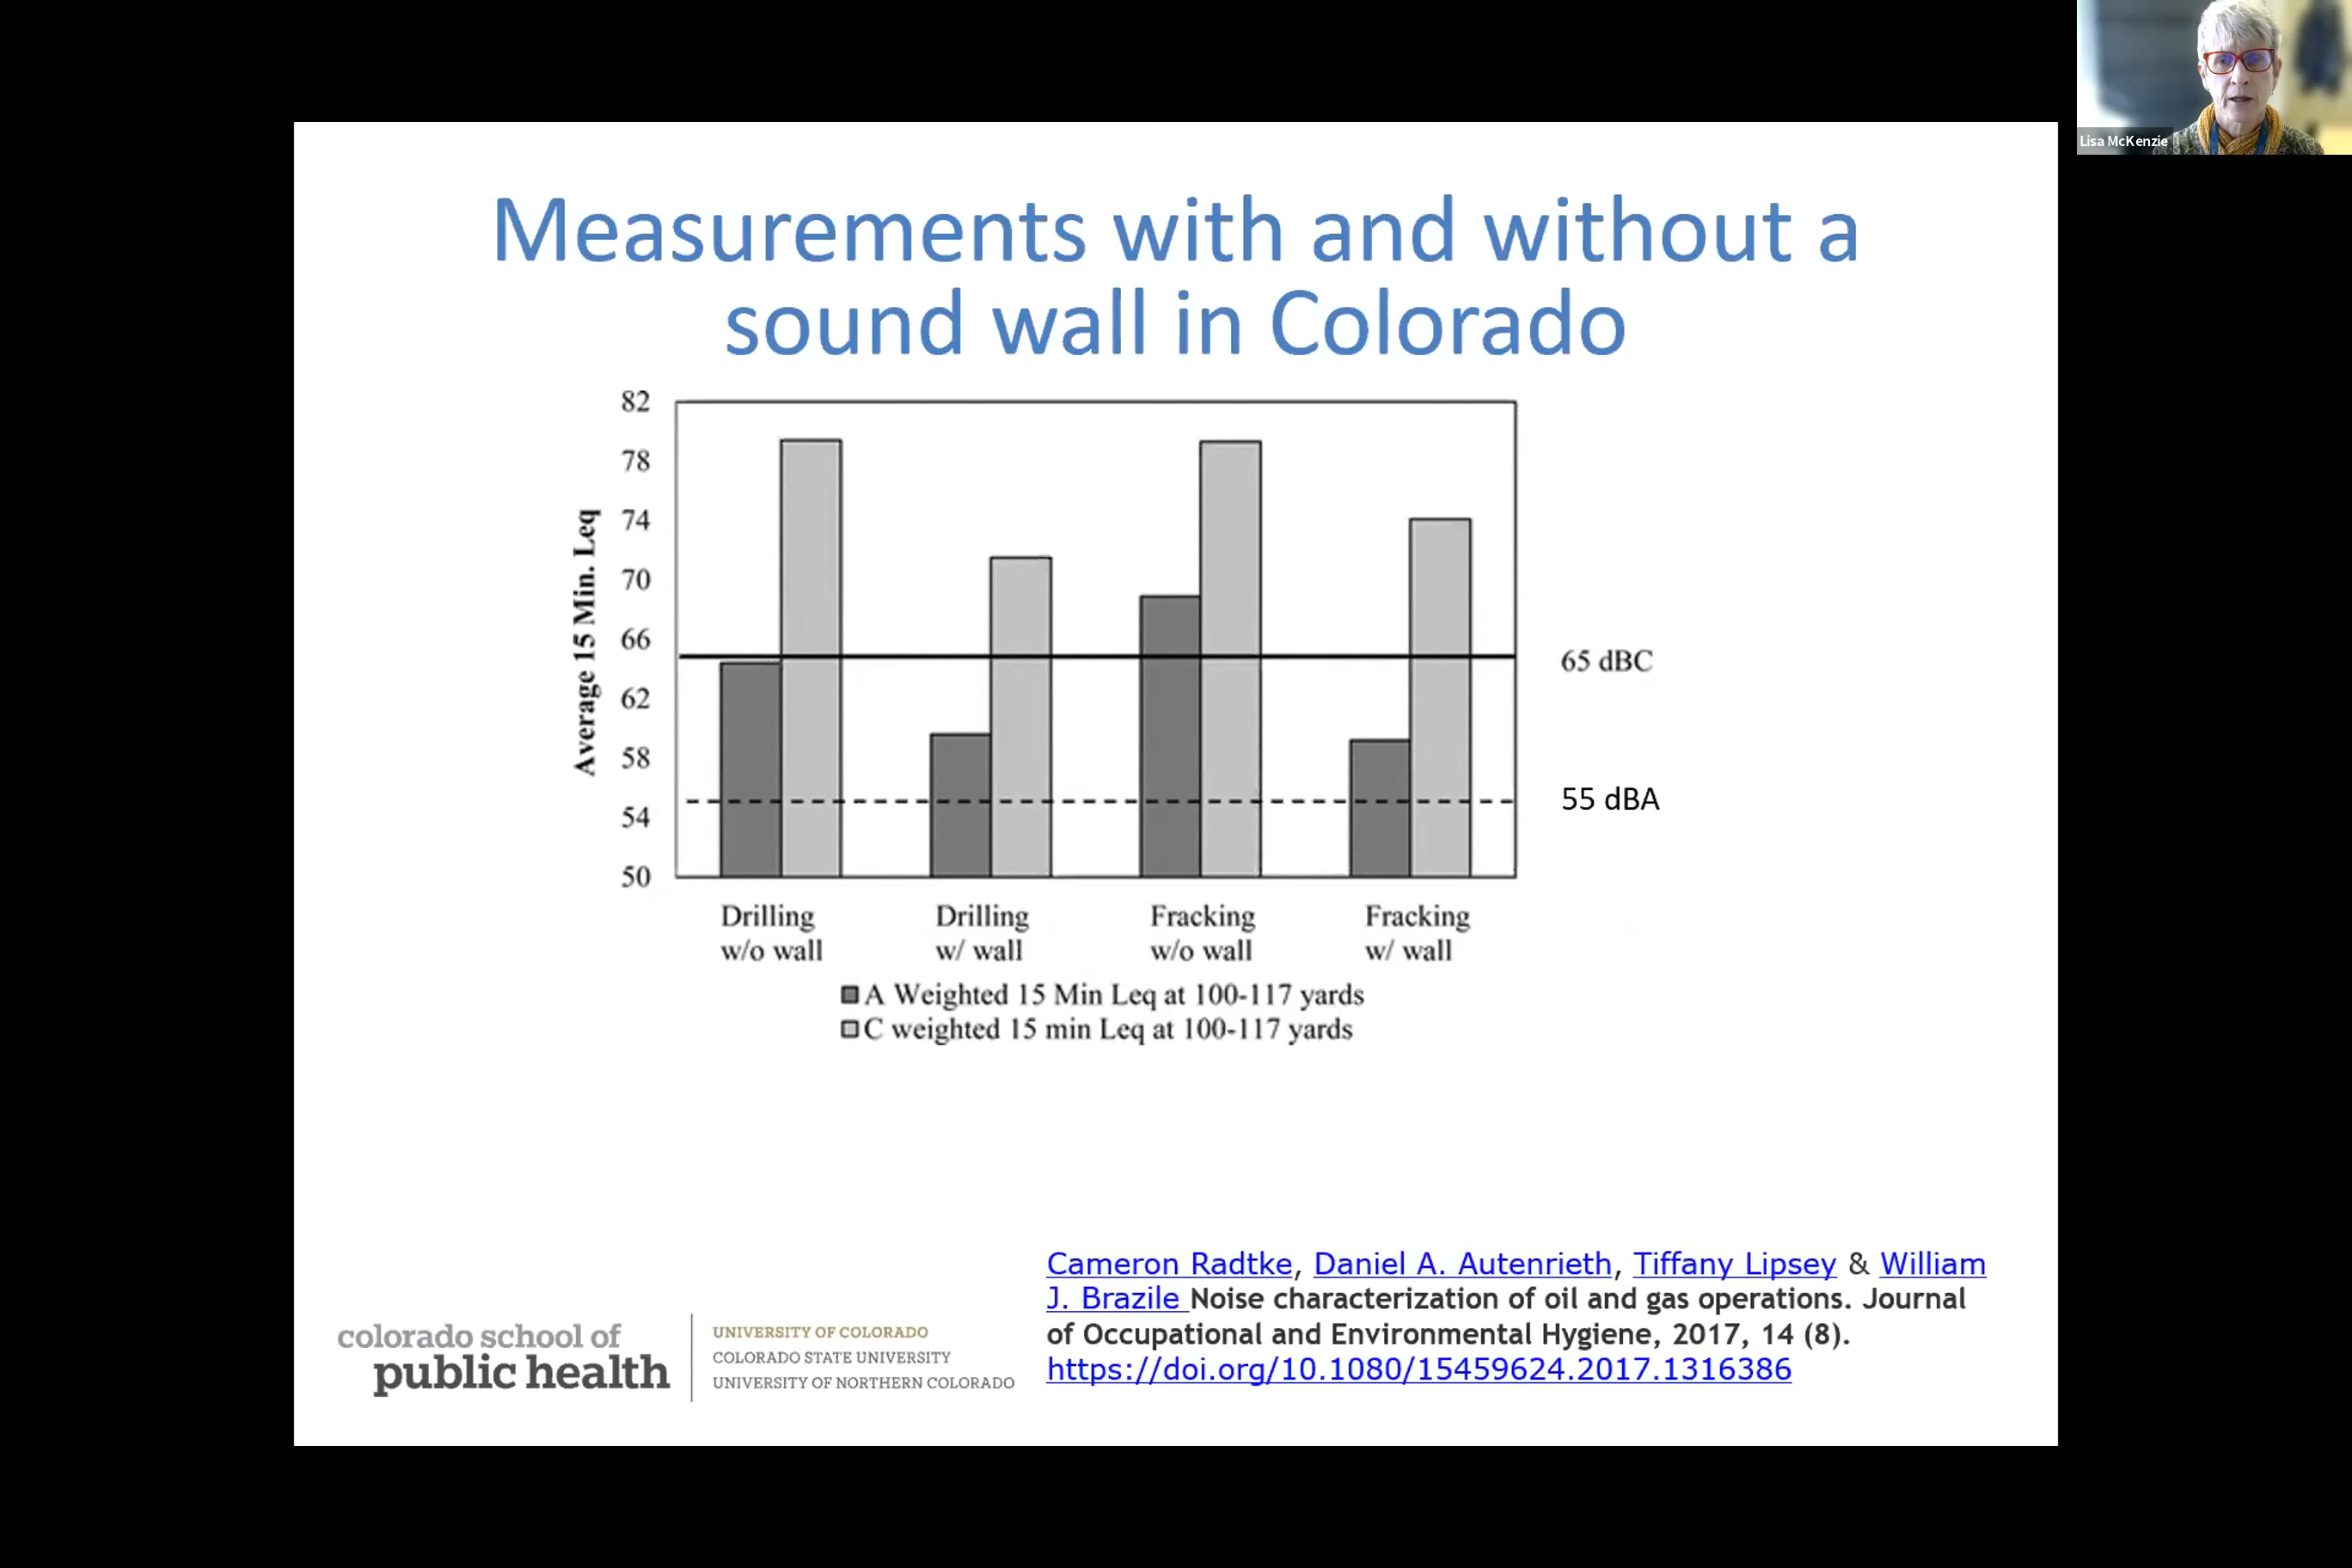 Lisa McKenzie
Measurements with and without a
sound wall in Colorado
82
78
74
70
66
62
58
54
50
Average 15 Min. Leq
65 dBC
55 dBA
Drilling
w/o wall
Drilling
w/ wall
Fracking
w/o wall
Fracking
w/ wall
A Weighted 15 Min Leq at 100-117 yards
C weighted 15 min Leq at 100-117 yards
Cameron Radtke, Daniel A. Autenrieth, Tiffany Lipsey & William
J. Brazile Noise characterization of oil and gas operations. Journal
of Occupational and Environmental Hygiene, 2017, 14 (8).
https://doi.org/10.1080/15459624.2017.1316386
colorado school of
public health
UNIVERSITY OF COLORADO
COLORADO STATE UNIVERSITY
UNIVERSITY OF NORTHERN COLORADO